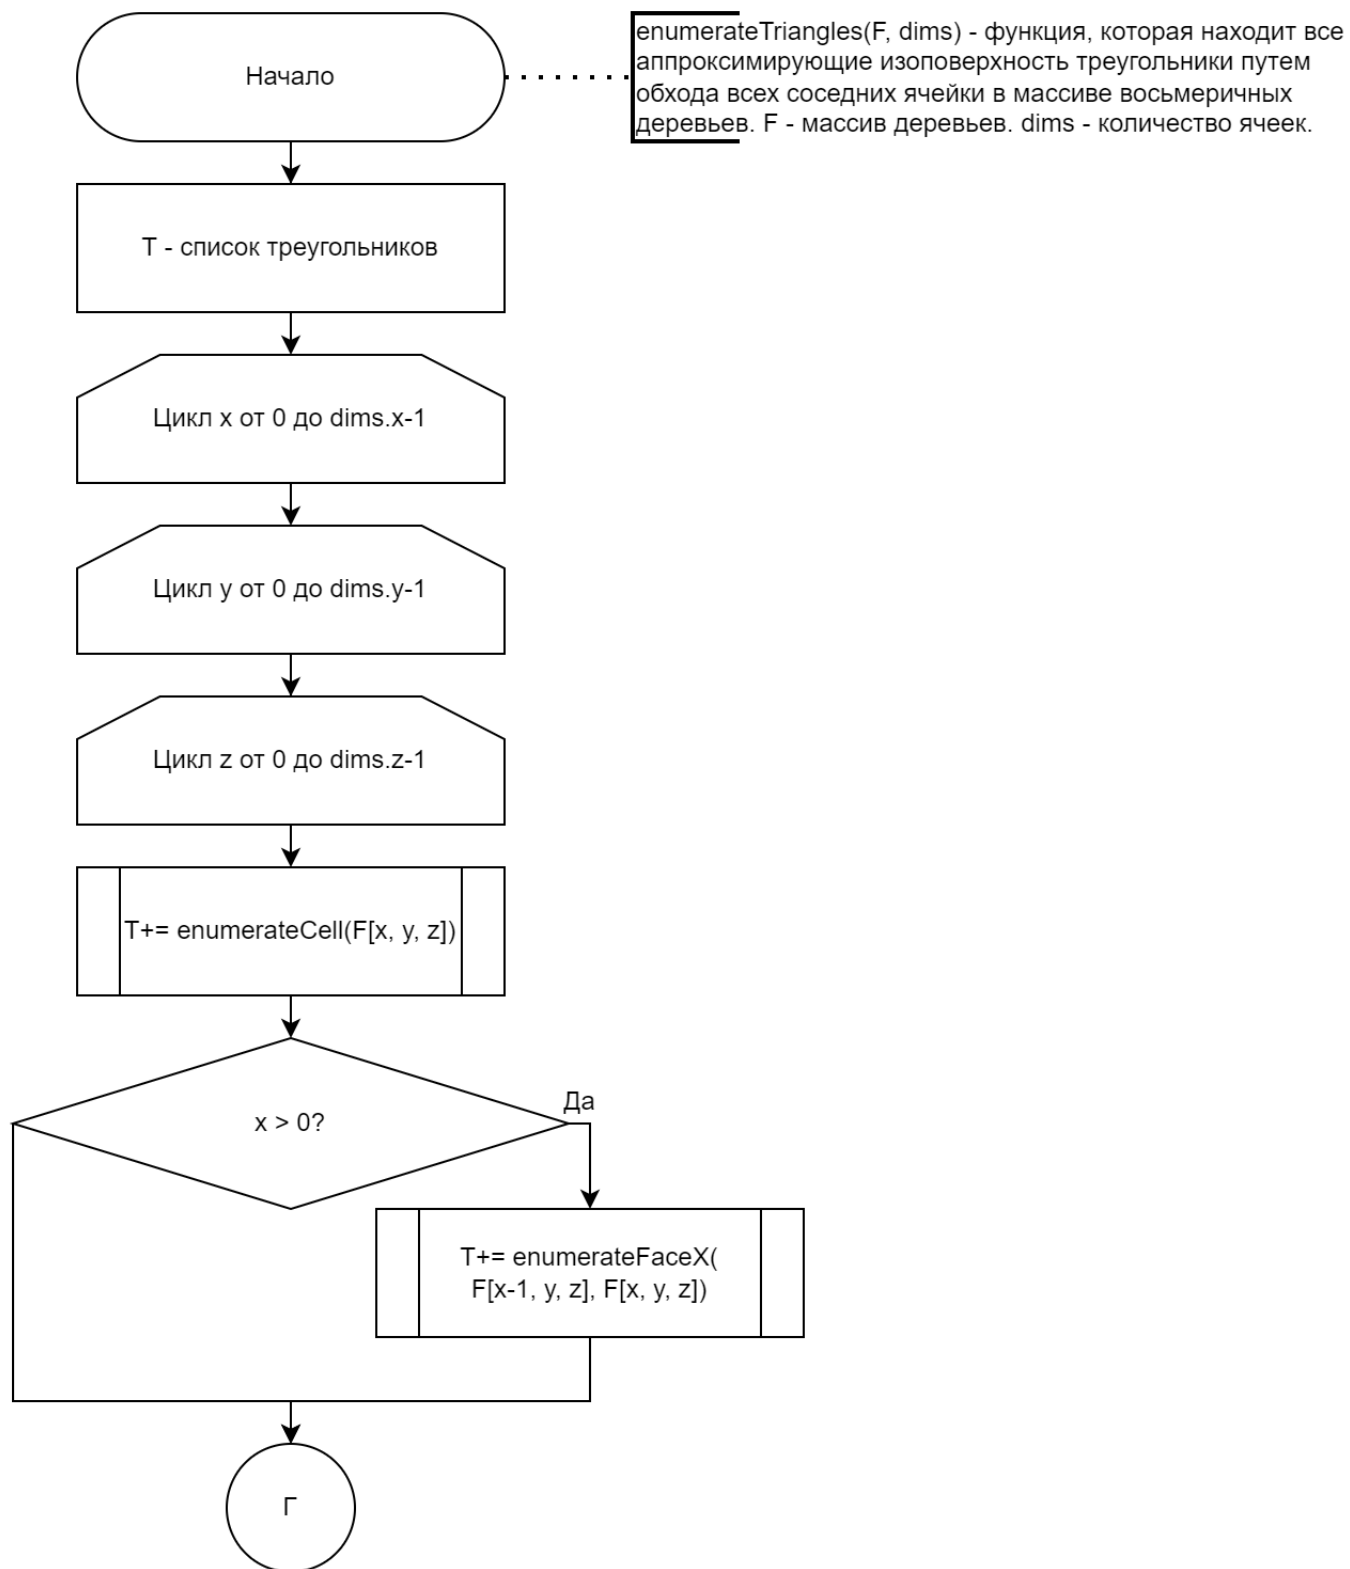 Начало
enumerateTriangles(F, dims) - функция, которая находит все
аппроксимирующие изоповерхность треугольники путем
обхода всех соседних ячейки в массиве восьмеричных
деревьев. F - массив деревьев. dims - количество ячеек.
T - список треугольников
Цикл x от 0 до dims.x-1
Цикл y от 0 до dims.y-1
Цикл z от 0 до dims.z-1
T+= enumerateCell(F[x, y, z])
x > 0?
Да
T+= enumerateFaceX(
F[x-1, y, z], F[x, y, z])
Г